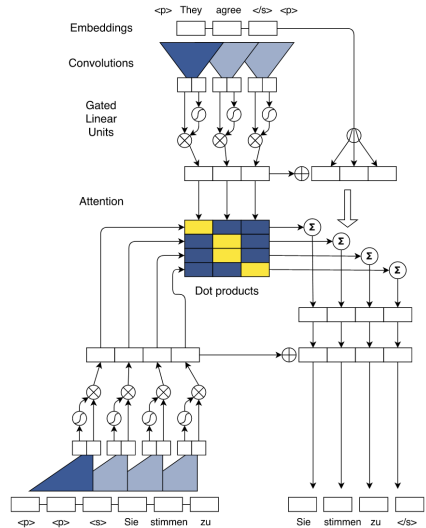 <p> They agree </s> <p>
Embeddings
Convolutions
Gated
Linear
Units
Attention
Σ
Σ
Σ
Σ
Dot products
<p> <p> <s> Sie stimmen zu
Sie stimmen zu </s>